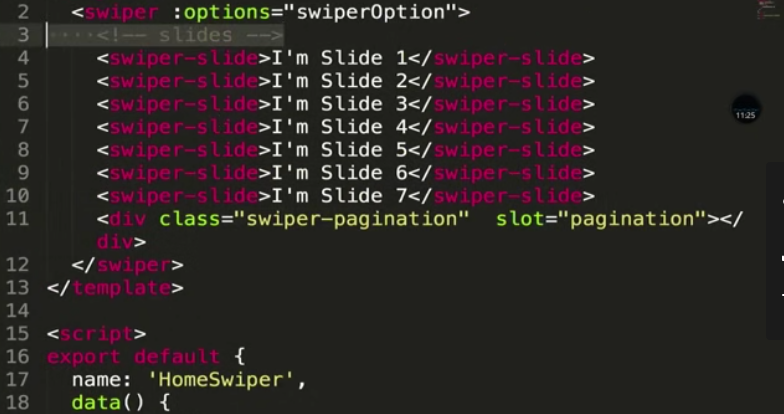 2 <swiper :options="swiperOption">
3 <!-- slides -->
4 <swiper-slide>I'm Slide 1</swiper-slide>
5 <swiper-slide>I'm Slide 2</swiper-slide>
6 <swiper-slide>I'm Slide 3</swiper-slide>
7 <swiper-slide>I'm Slide 4</swiper-slide>
8 <swiper-slide>I'm Slide 5</swiper-slide>
9 <swiper-slide>I'm Slide 6</swiper-slide>
10 <swiper-slide>I'm Slide 7</swiper-slide>
11 <div class="swiper-pagination"  slot="pagination"></
div>
12 </swiper>
13 </template>
14
15 <script>
16 export default {
17 name: 'HomeSwiper',
18 data() {
11:25